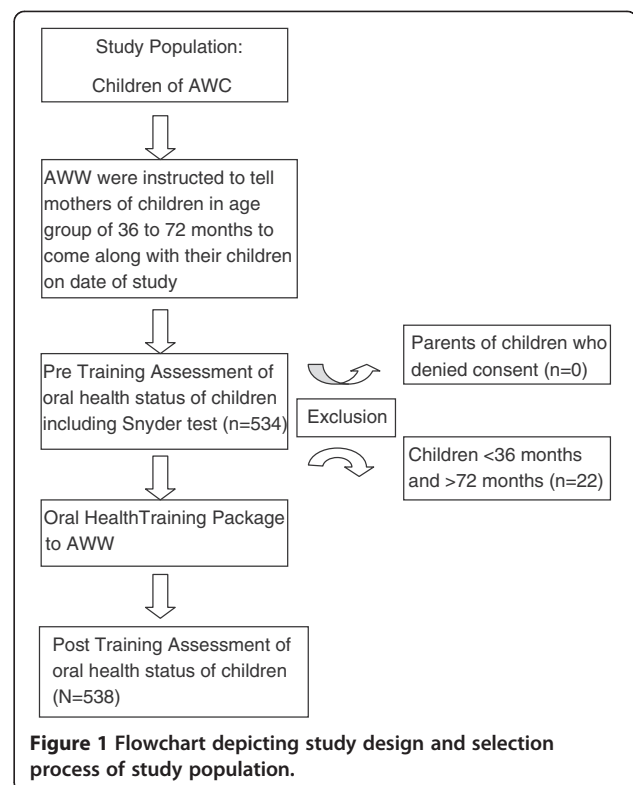 Study Population:
Children of AWC
AWW were instructed to tell
mothers of children in age
group of 36 to 72 months to
come along with their children
on date of study
Pre Training Assessment of
oral health status of children
including Snyder test (n=534)
Parents of children who
denied consent (n=0)
Exclusion
Children <36 months
and >72 months (n=22)
Oral HealthTraining Package
to AWW
Post Training Assessment of
oral health status of children
(N=538)
Figure 1 Flowchart depicting study design and selection
process of study population.